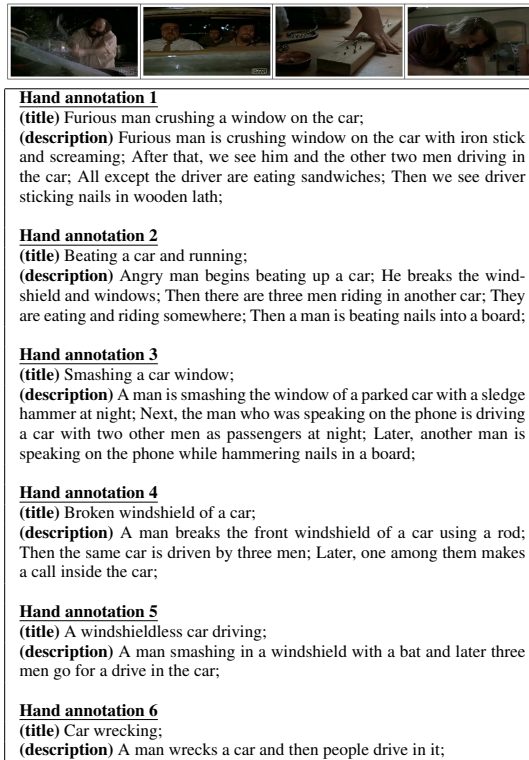 Hand annotation 1
(title) Furious man crushing a window on the car;
(description) Furious man is crushing window on the car with iron stick
and screaming; After that, we see him and the other two men driving in
the car; All except the driver are eating sandwiches; Then we see driver
sticking nails in wooden lath;
Hand annotation 2
(title) Beating a car and running;
(description) Angry man begins beating up a car; He breaks the wind-
shield and windows; Then there are three men riding in another car; They
are eating and riding somewhere; Then a man is beating nails into a board;
Hand annotation 3
(title) Smashing a car window;
(description) A man is smashing the window of a parked car with a sledge
hammer at night; Next, the man who was speaking on the phone is driving
a car with two other men as passengers at night; Later, another man is
speaking on the phone while hammering nails in a board;
Hand annotation 4
(title) Broken windshield of a car;
(description) A man breaks the front windshield of a car using a rod;
Then the same car is driven by three men; Later, one among them makes
a call inside the car;
Hand annotation 5
(title) A windshieldless car driving;
(description) A man smashing in a windshield with a bat and later three
men go for a drive in the car;
Hand annotation 6
(title) Car wrecking;
(description) A man wrecks a car and then people drive in it;